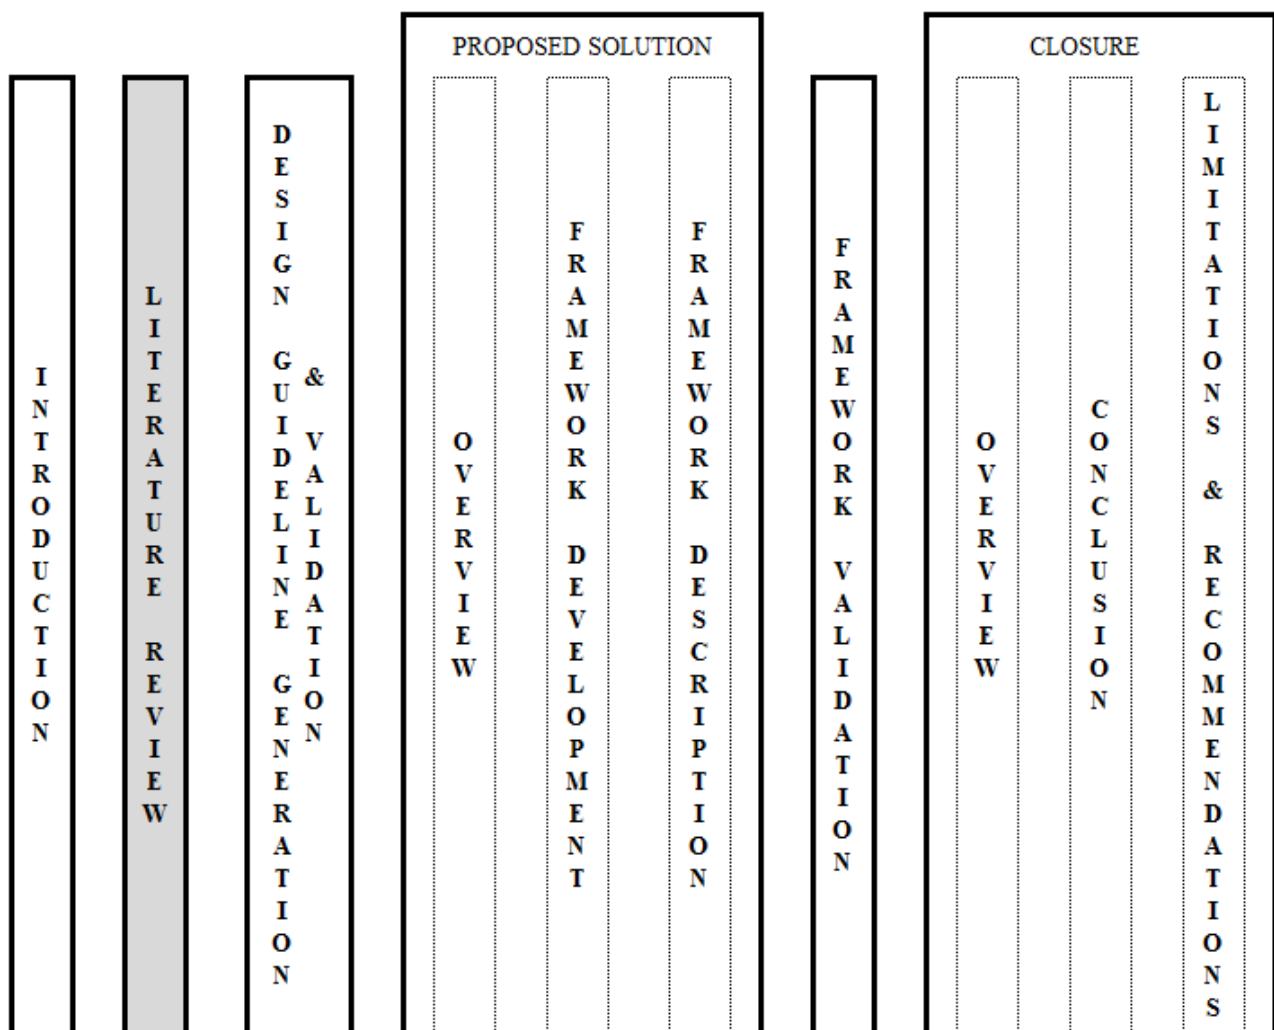 INTRODUCTION
LITERATURE REVIEW
DESIGN GUIDELINE GENERATION
& VALIDATION
PROPOSED SOLUTION
OVERVIEW
FRAMEWORK DEVELOPMENT
FRAMEWORK DESCRIPTION
FRAMEWORK VALIDATION
CLOSURE
OVERVIEW
CONCLUSION
LIMITATIONS & RECOMMENDATIONS